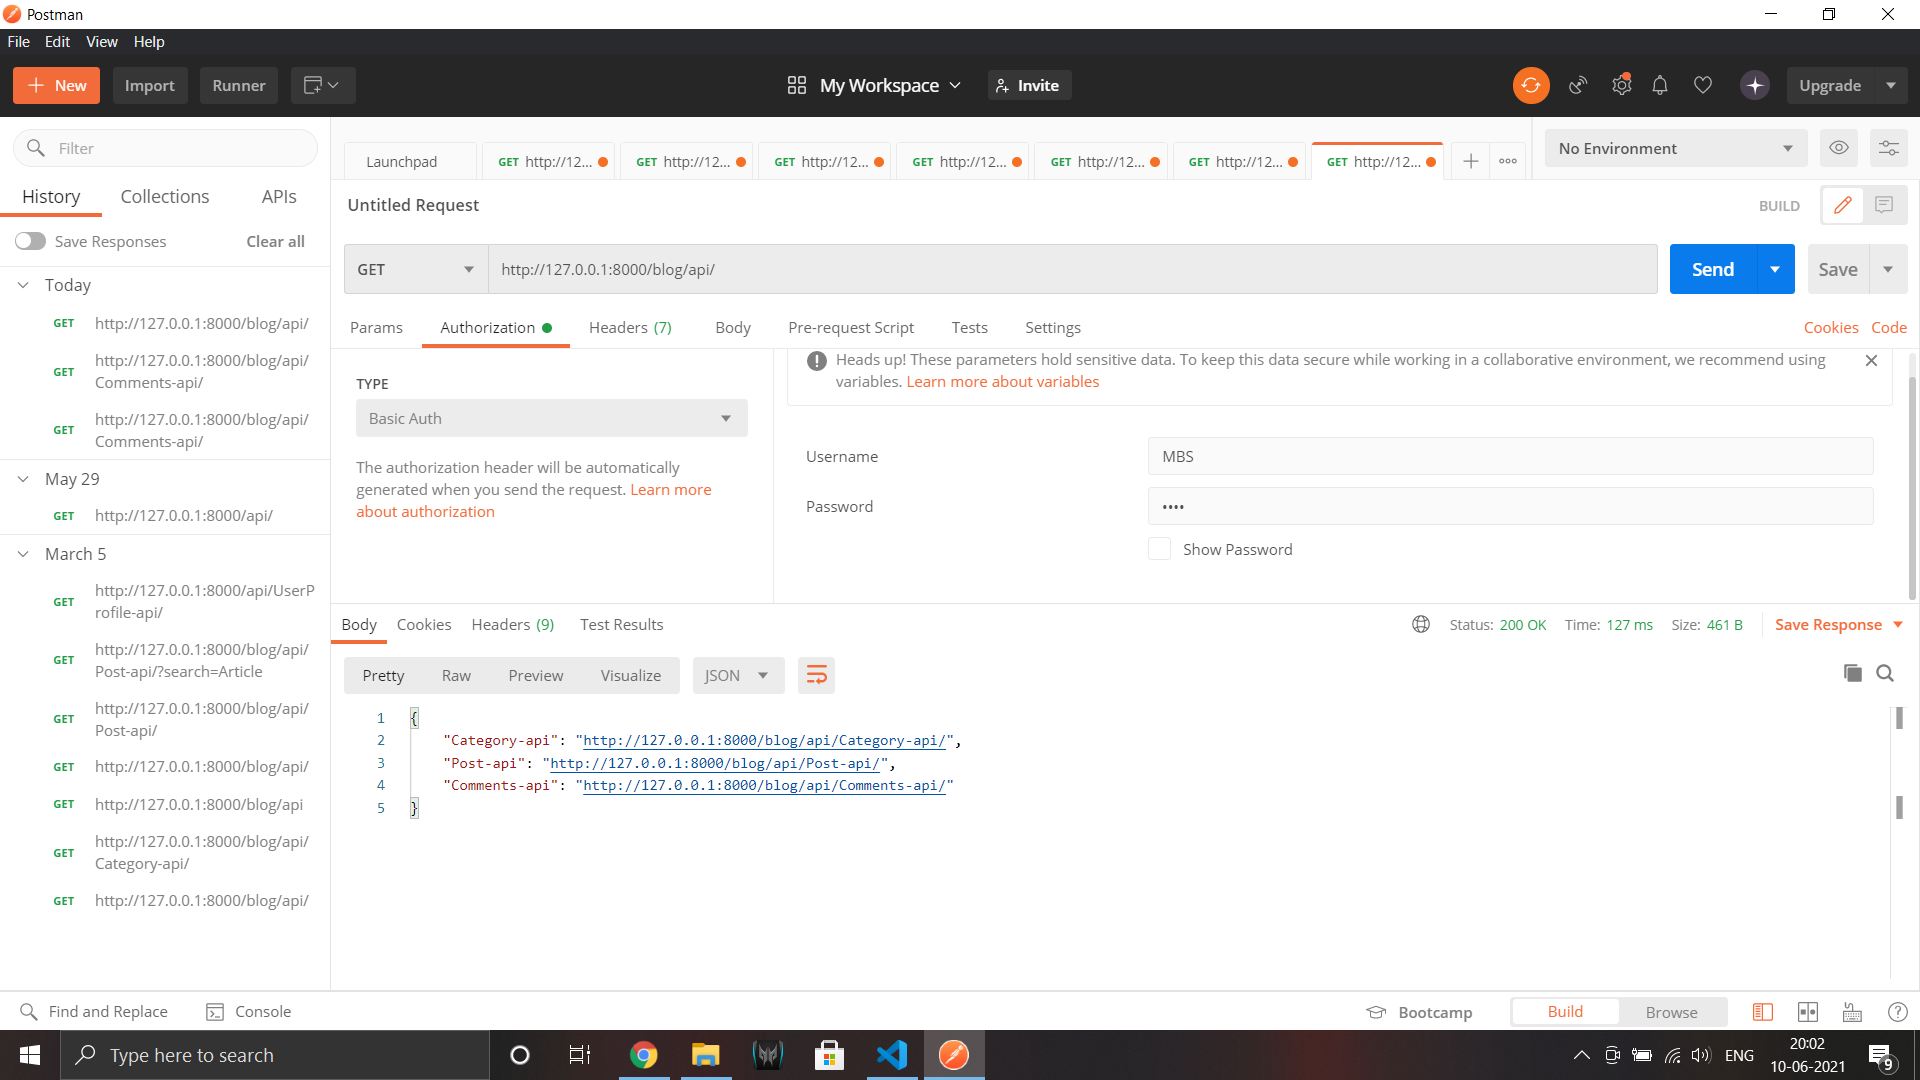 Postman
File Edit View Help
New Import Runner My Workspace Invite Upgrade
Filter
Launchpad GET http://12... GET http://12... GET http://12... GET http://12... GET http://12... GET http://12... GET http://12... No Environment
History Collections APIs
Untitled Request BUILD
Save Responses Clear all
GET http://127.0.0.1:8000/blog/api/ Send Save
Today
GET http://127.0.0.1:8000/blog/api/
GET http://127.0.0.1:8000/blog/api/
Comments-api/
GET http://127.0.0.1:8000/blog/api/
Comments-api/
May 29
GET http://127.0.0.1:8000/api/
March 5
GET http://127.0.0.1:8000/api/UserP
rofile-api/
GET http://127.0.0.1:8000/blog/api/
Post-api/?search=Article
GET http://127.0.0.1:8000/blog/api/
Post-api/
GET http://127.0.0.1:8000/blog/api/
GET http://127.0.0.1:8000/blog/api
GET http://127.0.0.1:8000/blog/api/
Category-api/
GET http://127.0.0.1:8000/blog/api/
Params Authorization Headers (7) Body Pre-request Script Tests Settings Cookies Code
TYPE
Basic Auth
The authorization header will be automatically
generated when you send the request. Learn more
about authorization
Heads up! These parameters hold sensitive data. To keep this data secure while working in a collaborative environment, we recommend using
variables. Learn more about variables
Username MBS
Password ••••
Show Password
Body Cookies Headers (9) Test Results Status: 200 OK Time: 127 ms Size: 461 B Save Response
Pretty Raw Preview Visualize JSON
1 {
2 "Category-api": "http://127.0.0.1:8000/blog/api/Category-api/",
3 "Post-api": "http://127.0.0.1:8000/blog/api/Post-api/",
4 "Comments-api": "http://127.0.0.1:8000/blog/api/Comments-api/"
5 }
Find and Replace Console Bootcamp Build Browse
Type here to search ENG 20:02
10-06-2021 9